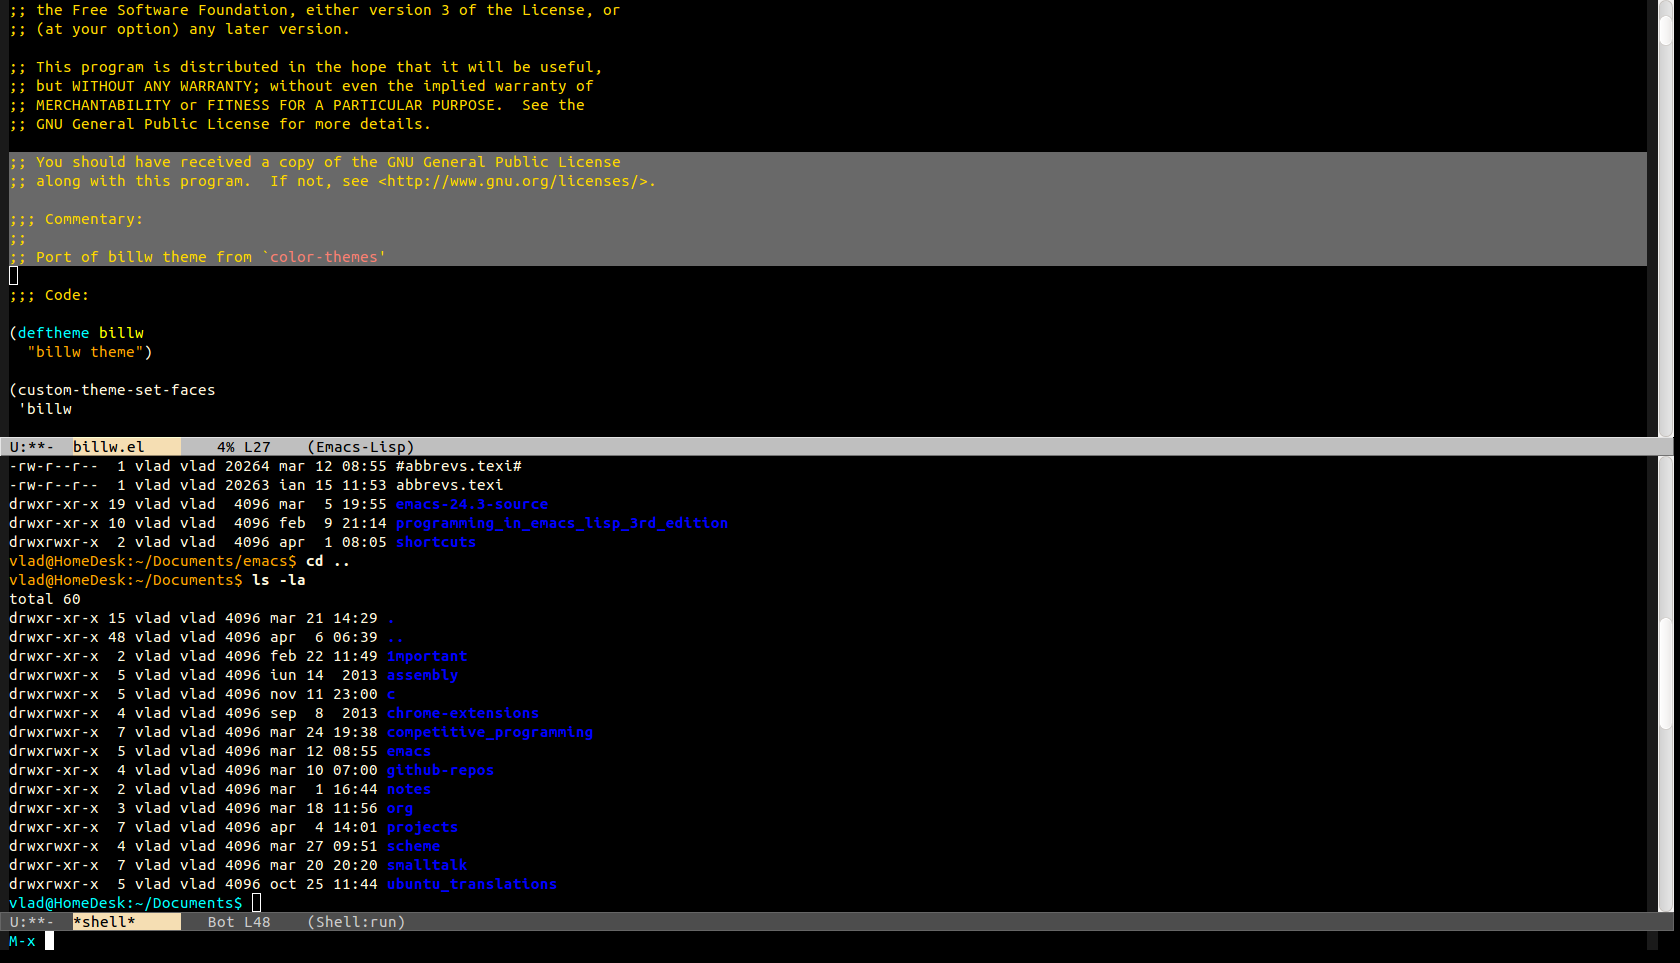 ;; the Free Software Foundation, either version 3 of the License, or
;; (at your option) any later version.
;; This program is distributed in the hope that it will be useful,
;; but WITHOUT ANY WARRANTY; without even the implied warranty of
;; MERCHANTABILITY or FITNESS FOR A PARTICULAR PURPOSE.  See the
;; GNU General Public License for more details.
;; You should have received a copy of the GNU General Public License
;; along with this program.  If not, see <http://www.gnu.org/licenses/>.
;;; Commentary:
;;
;; Port of billw theme from `color-themes'
;;; Code:
(deftheme billw
  "billw theme")
(custom-theme-set-faces
 'billw
U:**-  billw.el        4% L27    (Emacs-Lisp)
-rw-r--r--  1 vlad vlad 20264 mar 12 08:55 #abbrevs.texi#
-rw-r--r--  1 vlad vlad 20263 ian 15 11:53 abbrevs.texi
drwxr-xr-x 19 vlad vlad  4096 mar  5 19:55 emacs-24.3-source
drwxr-xr-x 10 vlad vlad  4096 feb  9 21:14 programming_in_emacs_lisp_3rd_edition
drwxrwxr-x  2 vlad vlad  4096 apr  1 08:05 shortcuts
vlad@HomeDesk:~/Documents/emacs$ cd ..
vlad@HomeDesk:~/Documents$ ls -la
total 60
drwxr-xr-x 15 vlad vlad 4096 mar 21 14:29 .
drwxr-xr-x 48 vlad vlad 4096 apr  6 06:39 ..
drwxr-xr-x  2 vlad vlad 4096 feb 22 11:49 1mportant
drwxrwxr-x  5 vlad vlad 4096 iun 14  2013 assembly
drwxrwxr-x  5 vlad vlad 4096 nov 11 23:00 c
drwxrwxr-x  4 vlad vlad 4096 sep  8  2013 chrome-extensions
drwxrwxr-x  7 vlad vlad 4096 mar 24 19:38 competitive_programming
drwxrwxr-x  5 vlad vlad 4096 mar 12 08:55 emacs
drwxr-xr-x  4 vlad vlad 4096 mar 10 07:00 github-repos
drwxrwxr-x  2 vlad vlad 4096 mar  1 16:44 notes
drwxr-xr-x  3 vlad vlad 4096 mar 18 11:56 org
drwxr-xr-x  7 vlad vlad 4096 apr  4 14:01 projects
drwxrwxr-x  4 vlad vlad 4096 mar 27 09:51 scheme
drwxr-xr-x  7 vlad vlad 4096 mar 20 20:20 smalltalk
drwxrwxr-x  5 vlad vlad 4096 oct 25 11:44 ubuntu_translations
vlad@HomeDesk:~/Documents$
U:**-  *shell*        Bot L48    (Shell:run)
M-x